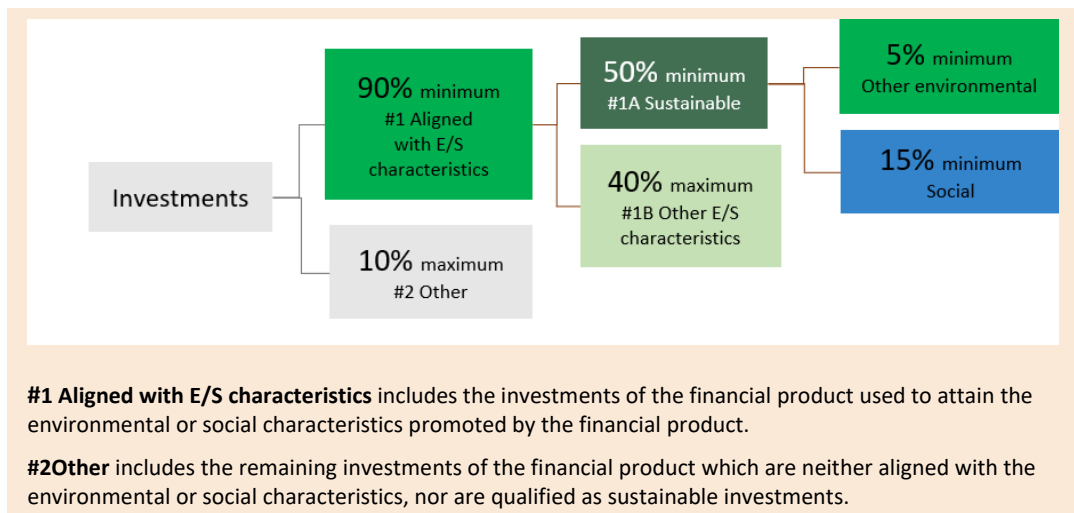 Investments
90% minimum
#1 Aligned
with E/S
characteristics
10% maximum
#2 Other
50% minimum
#1A Sustainable
40% maximum
#1B Other E/S
characteristics
5% minimum
Other environmental
15% minimum
Social
#1 Aligned with E/S characteristics includes the investments of the financial product used to attain the
environmental or social characteristics promoted by the financial product.
#2Other includes the remaining investments of the financial product which are neither aligned with the
environmental or social characteristics, nor are qualified as sustainable investments.